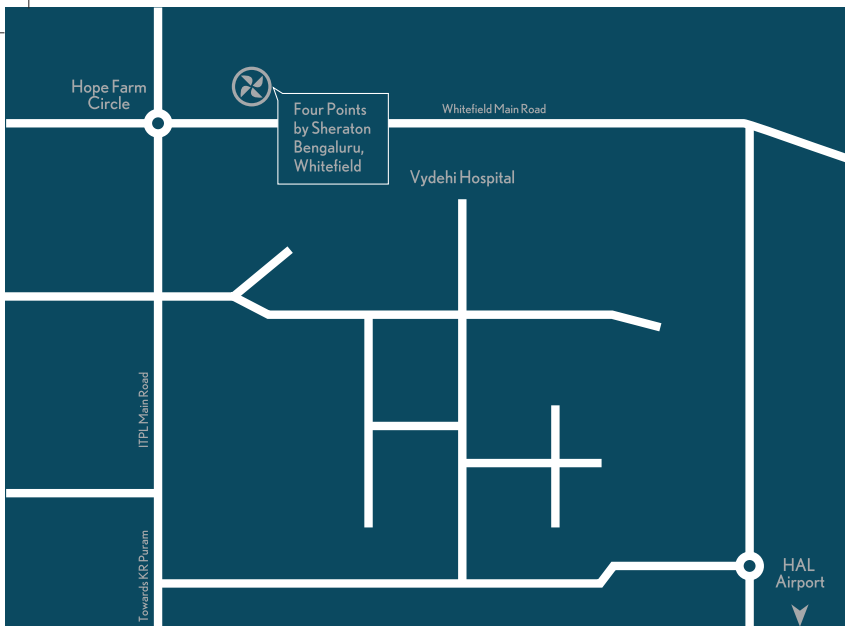 Hope Farm
Circle
Four Points
by Sheraton
Bengaluru,
Whitefield
Whitefield Main Road
Vydehi Hospital
ITPL Main Road
Towards KR Puram
HAL
Airport